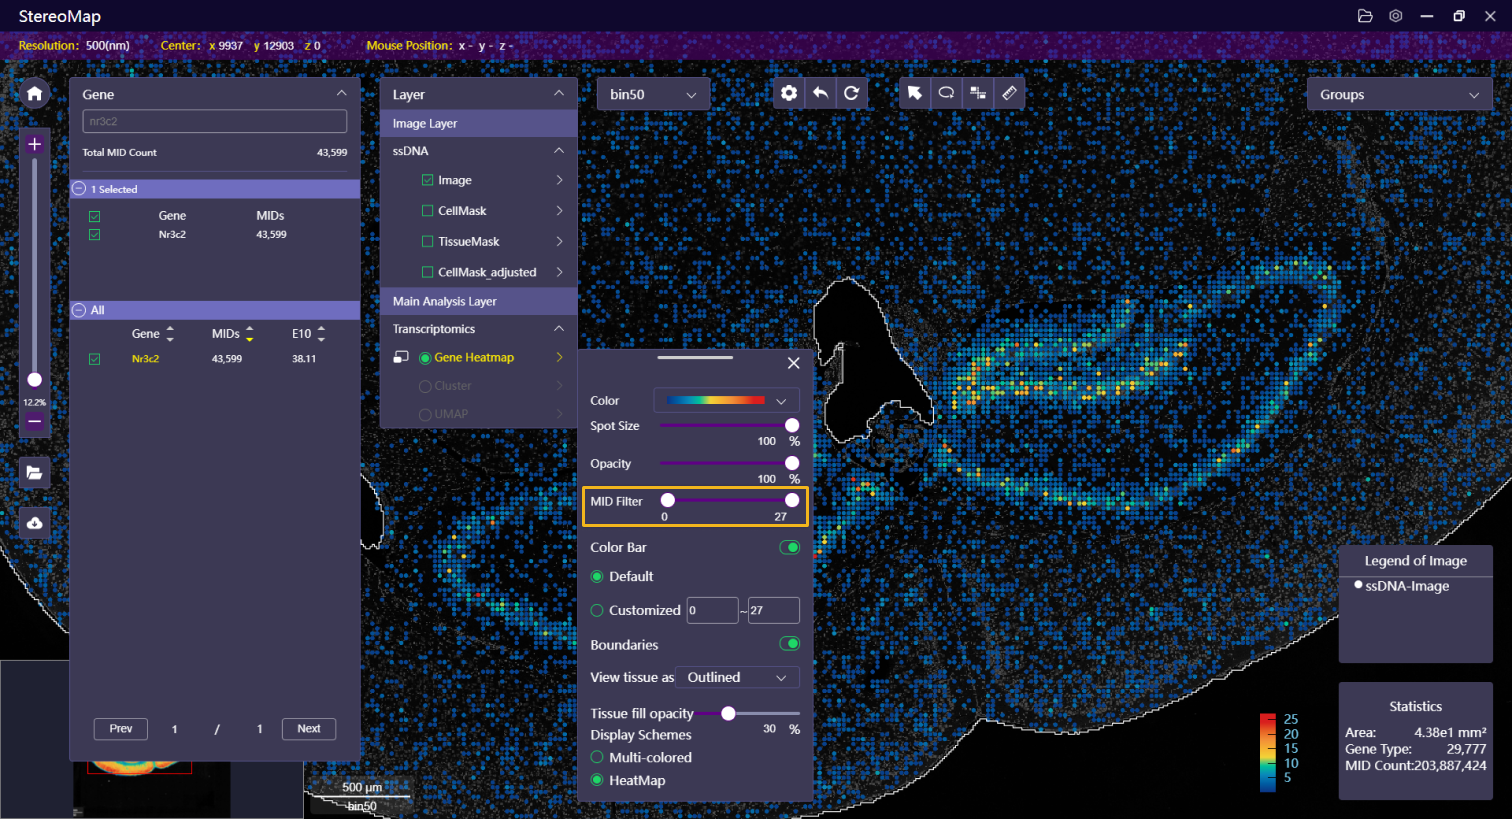 StereoMap
Resolution: 500(nm) Center: x 9937 y 12903 z 0 Mouse Position: x - y - z -
Gene
nr3c2
Total MID Count 43,599
1 Selected
Gene MIDs
Nr3c2 43,599
All
Gene MIDs E10
Nr3c2 43,599 38.11
Prev 1 / 1 Next
12.2%
Layer
Image Layer
ssDNA
Image
CellMask
TissueMask
CellMask_adjusted
Main Analysis Layer
Transcriptomics
Gene Heatmap
Cluster
UMAP
bin50
Groups
Color
Spot Size
100 %
Opacity
100 %
MID Filter
0 27
Color Bar
Default
Customized 0 ~ 27
Boundaries
View tissue as Outlined
Tissue fill opacity
30 %
Display Schemes
Multi-colored
HeatMap
500 μm
bin50
Legend of Image
ssDNA-Image
25
20
15
10
5
Statistics
Area: 4.38e1 mm²
Gene Type: 29,777
MID Count:203,887,424